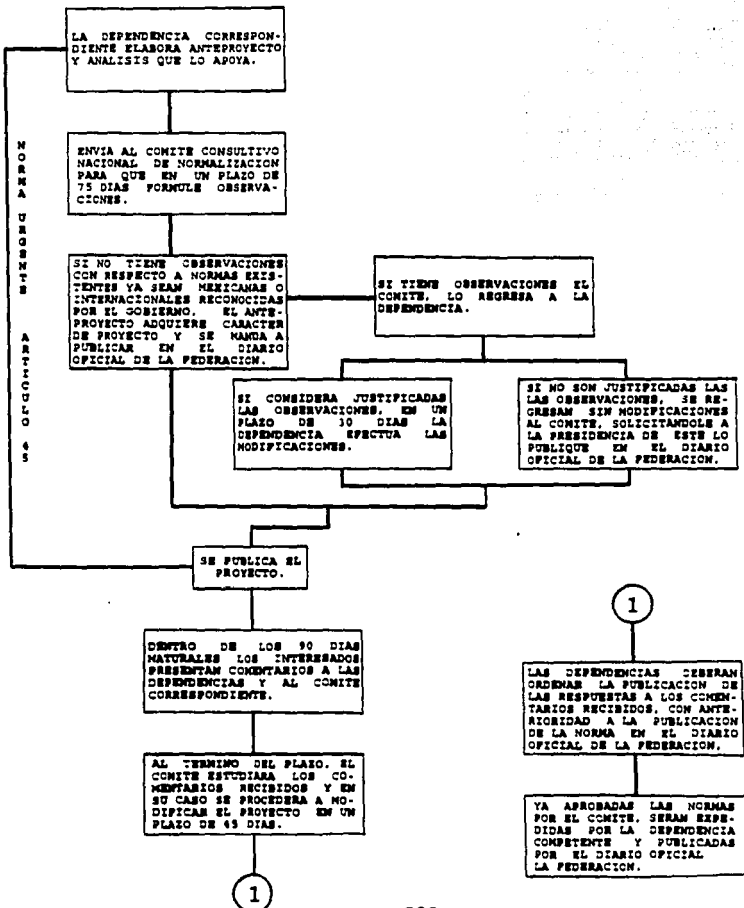 LA DEPENDENCIA CORRESPON-
DIENTE ELABORA ANTEPROYECTO
Y ANALISIS QUE LO APOYA.
NORMA URGENTE ARTICULO 45
ENVIA AL COMITE CONSULTIVO
NACIONAL DE NORMALIZACION
PARA QUE EN UN PLAZO DE
75 DIAS FORMULE OBSERVA-
CIONES.
SI NO TIENE OBSERVACIONES
CON RESPECTO A NORMAS EXIS-
TENTES YA SEAN MEXICANAS O
INTERNACIONALES RECONOCIDAS
POR EL GOBIERNO. EL ANTE-
PROYECTO ADQUIERE CARACTER
DE PROYECTO Y SE MANDA A
PUBLICAR EN EL DIARIO
OFICIAL DE LA FEDERACION.
SI TIENE OBSERVACIONES EL
COMITE, LO REGRESA A LA
DEPENDENCIA.
SI CONSIDERA JUSTIFICADAS
LAS OBSERVACIONES, EN UN
PLAZO DE 30 DIAS LA
DEPENDENCIA EFECTUA LAS
MODIFICACIONES.
SI NO SON JUSTIFICADAS LAS
LAS OBSERVACIONES, SE RE-
GRESAN SIN MODIFICACIONES
AL COMITE, SOLICITANDOLE A
LA PRESIDENCIA DE ESTE LO
PUBLIQUE EN EL DIARIO
OFICIAL DE LA FEDERACION.
SE PUBLICA EL
PROYECTO.
DENTRO DE LOS 90 DIAS
NATURALES LOS INTERESADOS
PRESENTAN COMENTARIOS A LAS
DEPENDENCIAS Y AL COMITE
CORRESPONDIENTE.
AL TERMINO DEL PLAZO, EL
COMITE ESTUDIARA LOS CO-
MENTARIOS RECIBIDOS Y EN
SU CASO SE PROCEDERA A MO-
DIFICAR EL PROYECTO EN UN
PLAZO DE 45 DIAS.
1
1
LAS DEPENDENCIAS DEBERAN
ORDENAR LA PUBLICACION DE
LAS RESPUESTAS A LOS COMEN-
TARIOS RECIBIDOS, CON ANTE-
RIORIDAD A LA PUBLICACION
DE LA NORMA EN EL DIARIO
OFICIAL DE LA FEDERACION.
YA APROBADAS LAS NORMAS
POR EL COMITE, SERAN EXPE-
DIDAS POR LA DEPENDENCIA
COMPETENTE Y PUBLICADAS
POR EL DIARIO OFICIAL
LA FEDERACION.